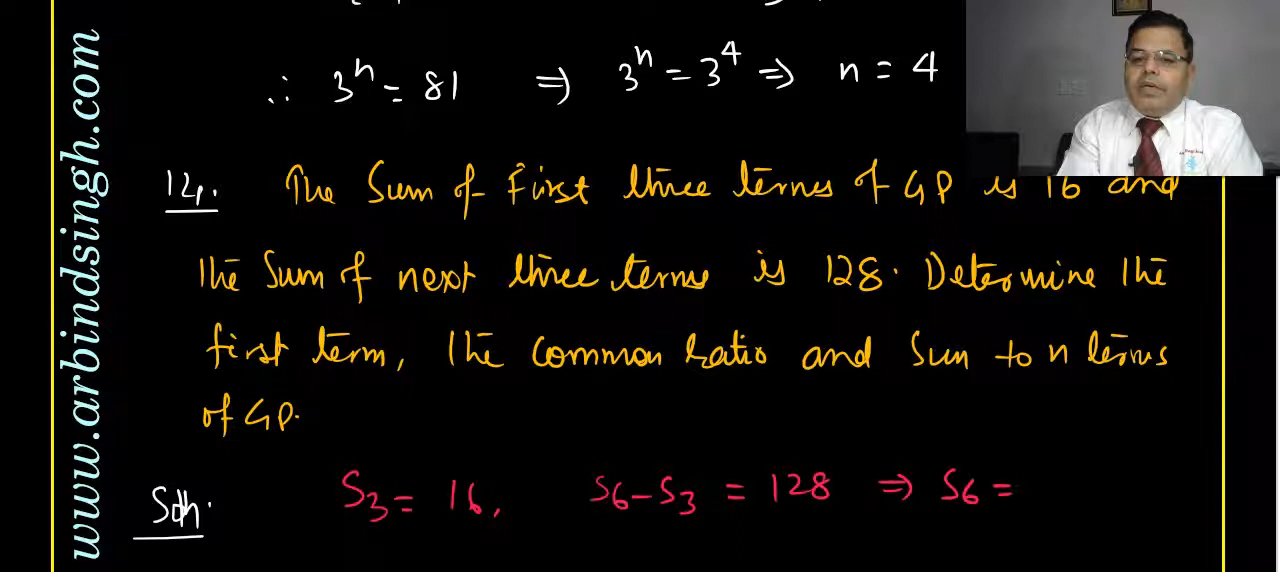 www.arbindsingh.com
∴ 3ⁿ = 81 ⇒ 3ⁿ = 3⁴ ⇒ n = 4
14. The Sum of First three terms of GP is 16 and
the Sum of next three terms is 128. Determine the
first term, the common ratio and Sum to n terms
of GP.
Soln. S₃ = 16, S₆ - S₃ = 128 ⇒ S₆ =